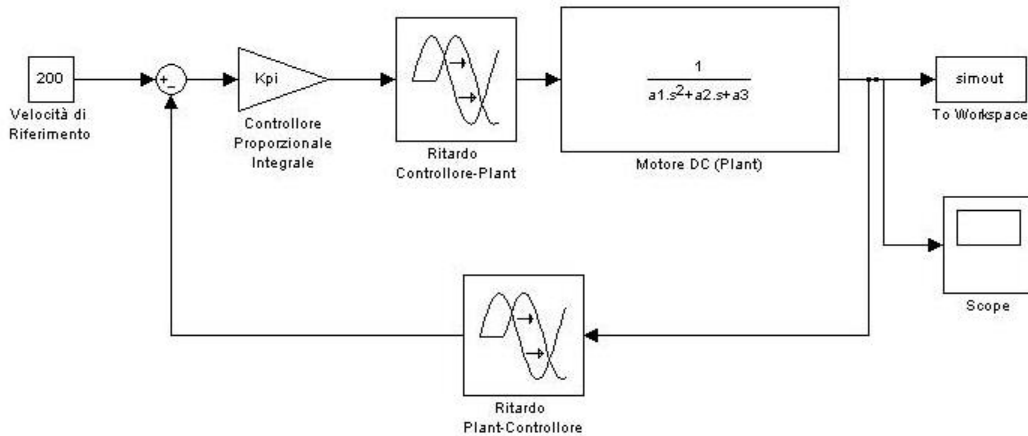 200
Velocità di
Riferimento
+
−
Kpi
Controllore
Proporzionale
Integrale
Ritardo
Controllore-Plant
1
a1.s²+a2.s+a3
Motore DC (Plant)
simout
To Workspace
Scope
Ritardo
Plant-Controllore